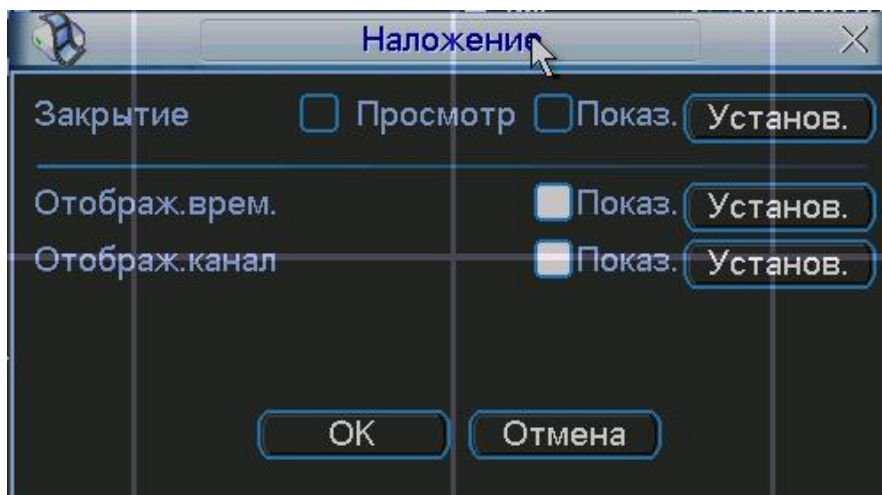 Наложение
Закрытие Просмотр Показ. Установ.
Отображ.врем. Показ. Установ.
Отображ.канал Показ. Установ.
OK Отмена